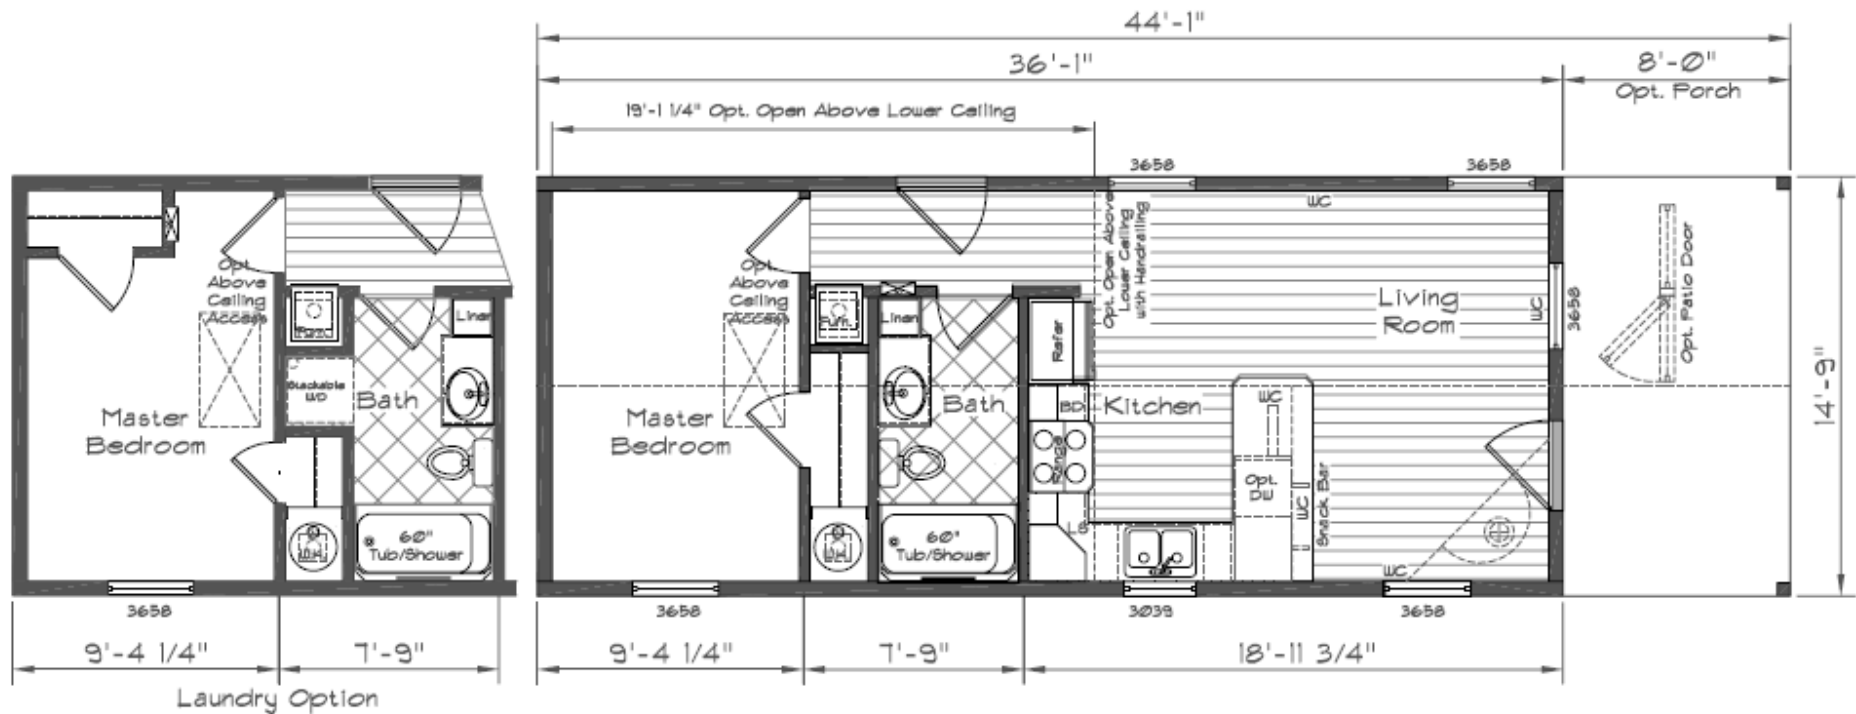 44'-1"
36'-1"
8'-0"
Opt. Porch
19'-1 1/4" Opt. Open Above Lower Ceiling
3658
3658
WC
Opt. Open Above
Lower Ceiling
with Handrailing
Opt.
Above
Ceiling
Access
Opt.
Above
Ceiling
Access
Furn.
Linen
Furn.
Linen
Refer
Living
Room
WC
3658
Opt. Patio Door
14'-9"
Stackable
W/D
Bath
Master
Bedroom
Master
Bedroom
Bath
BD
Kitchen
WC
Range
Opt.
DW
WC
Snack Bar
LS
60"
Tub/Shower
WH
60"
Tub/Shower
WH
WC
3658
3658
3039
3658
9'-4 1/4"
7'-9"
9'-4 1/4"
7'-9"
18'-11 3/4"
Laundry Option